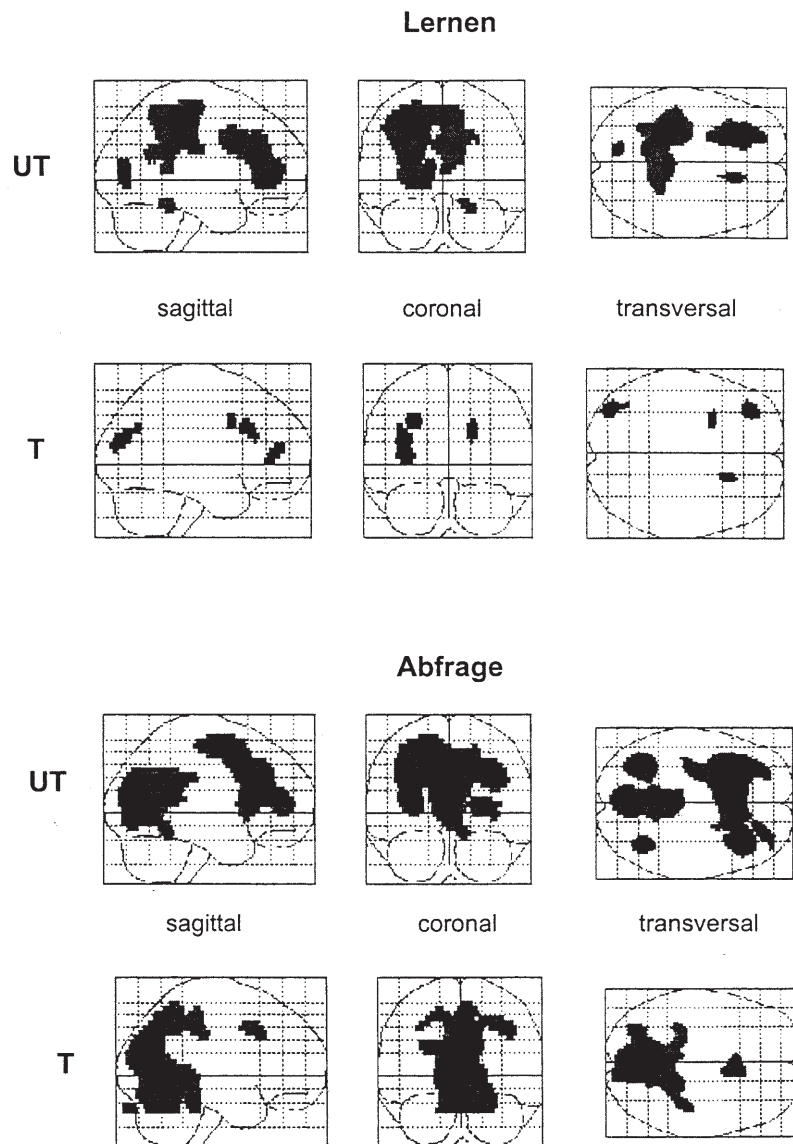 Lernen
UT
sagittal coronal transversal
T
Abfrage
UT
sagittal coronal transversal
T